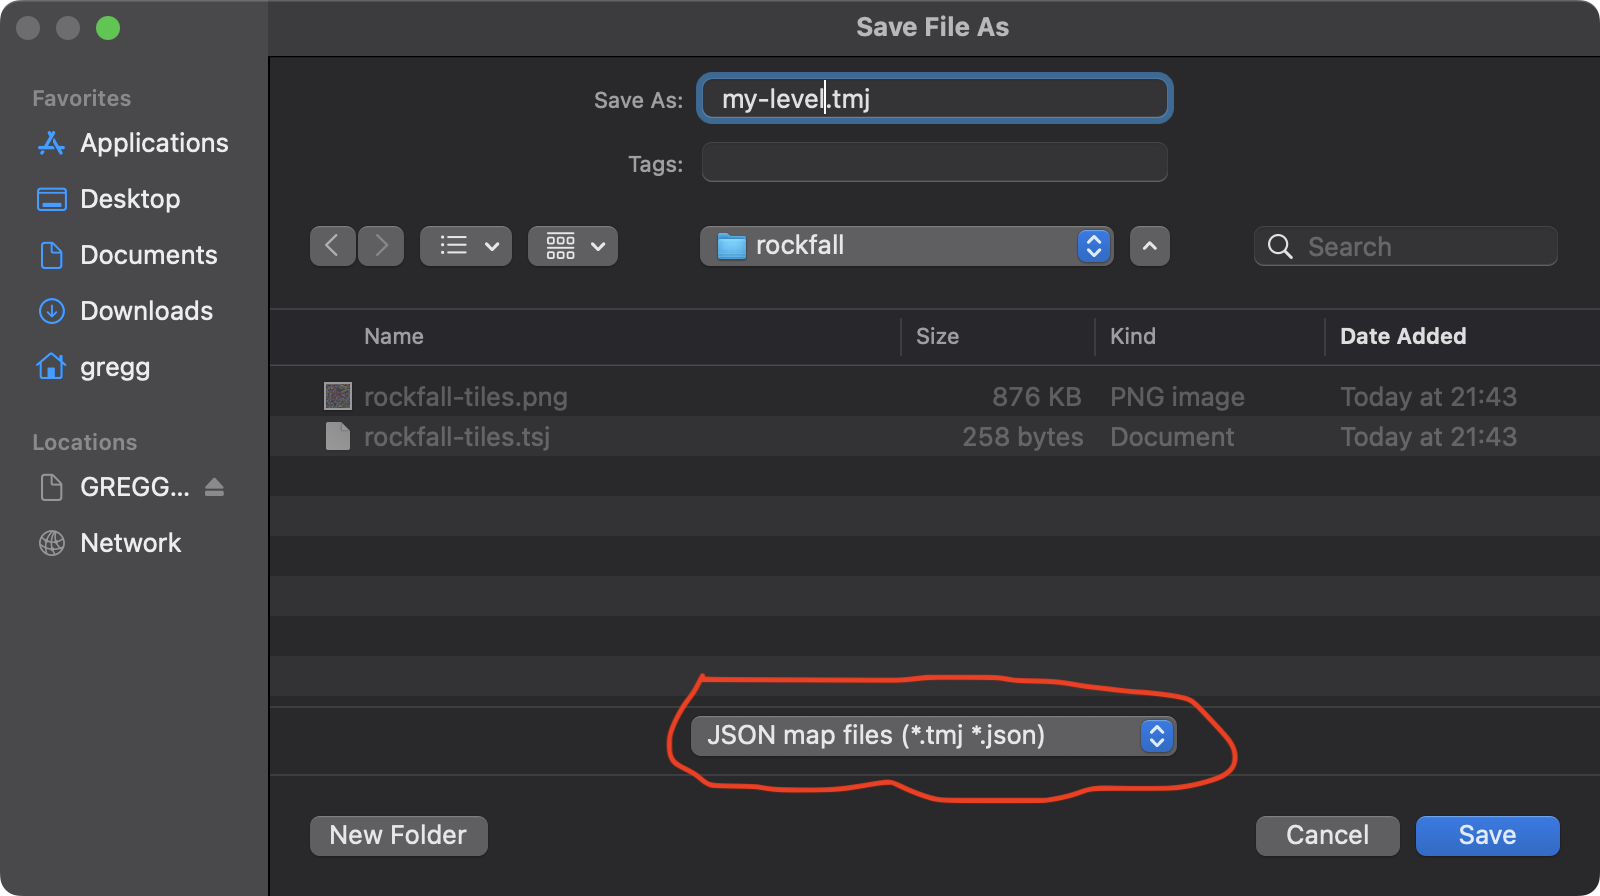 Save File As
Favorites
Applications
Desktop
Documents
Downloads
gregg
Locations
GREGG...
Network
Save As: my-level.tmj
Tags:
rockfall
Search
Name Size Kind Date Added
rockfall-tiles.png 876 KB PNG image Today at 21:43
rockfall-tiles.tsj 258 bytes Document Today at 21:43
JSON map files (*.tmj *.json)
New Folder Cancel Save